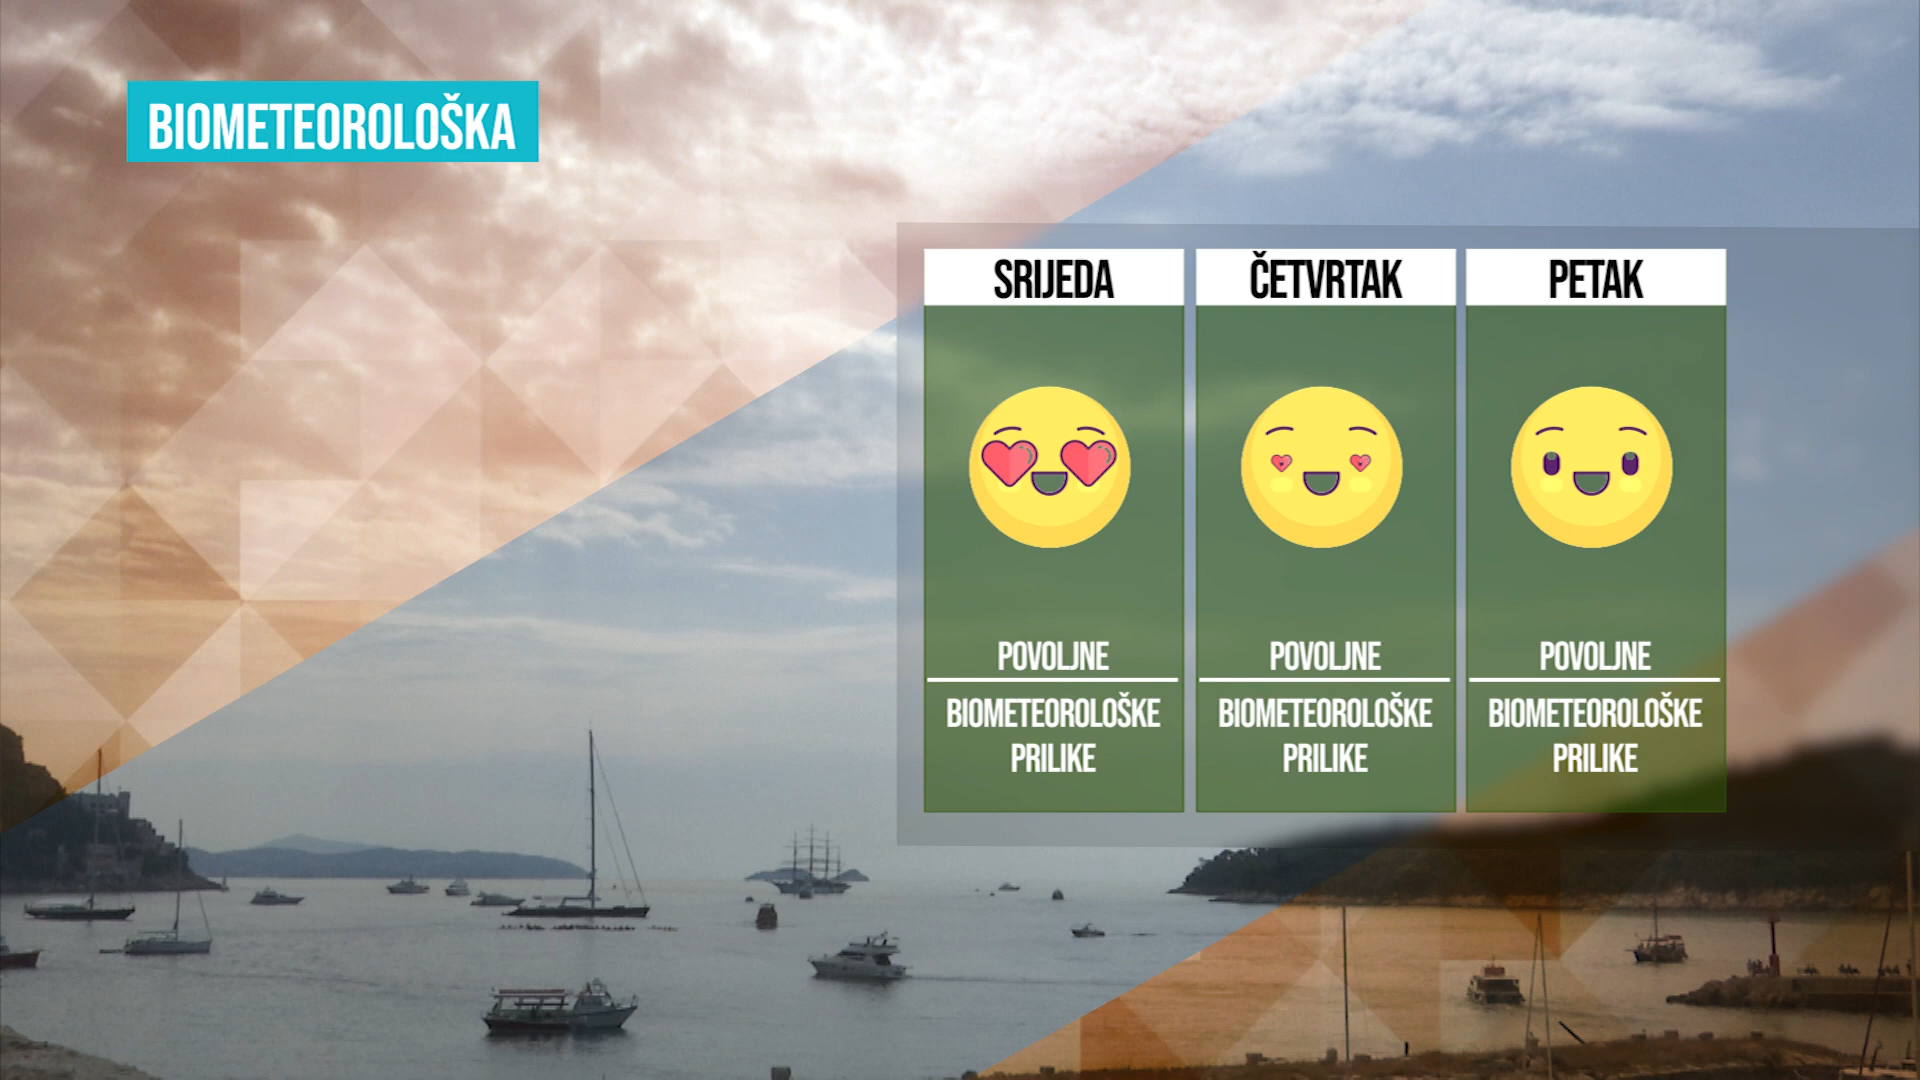 BIOMETEOROLOŠKA
SRIJEDA
POVOLJNE
BIOMETEOROLOŠKE
PRILIKE
ČETVRTAK
POVOLJNE
BIOMETEOROLOŠKE
PRILIKE
PETAK
POVOLJNE
BIOMETEOROLOŠKE
PRILIKE